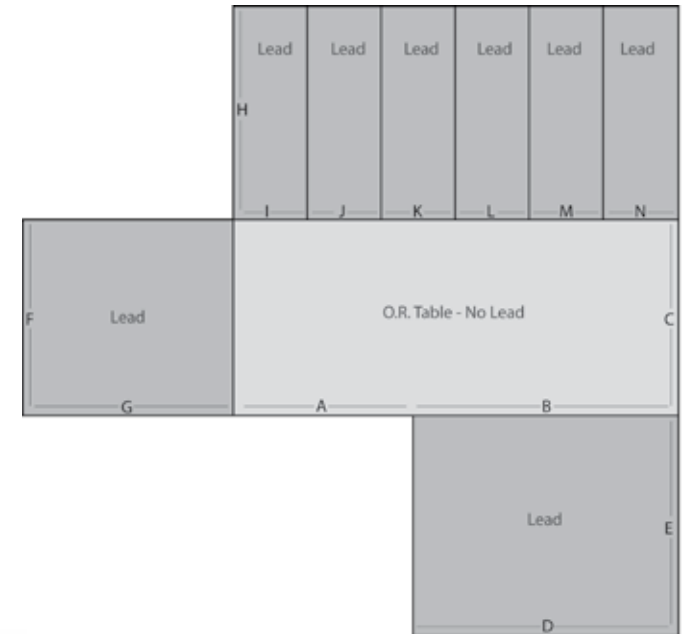 Lead Lead Lead Lead Lead Lead
H
I J K L M N
F Lead O.R. Table - No Lead C
G A B
Lead
E
D